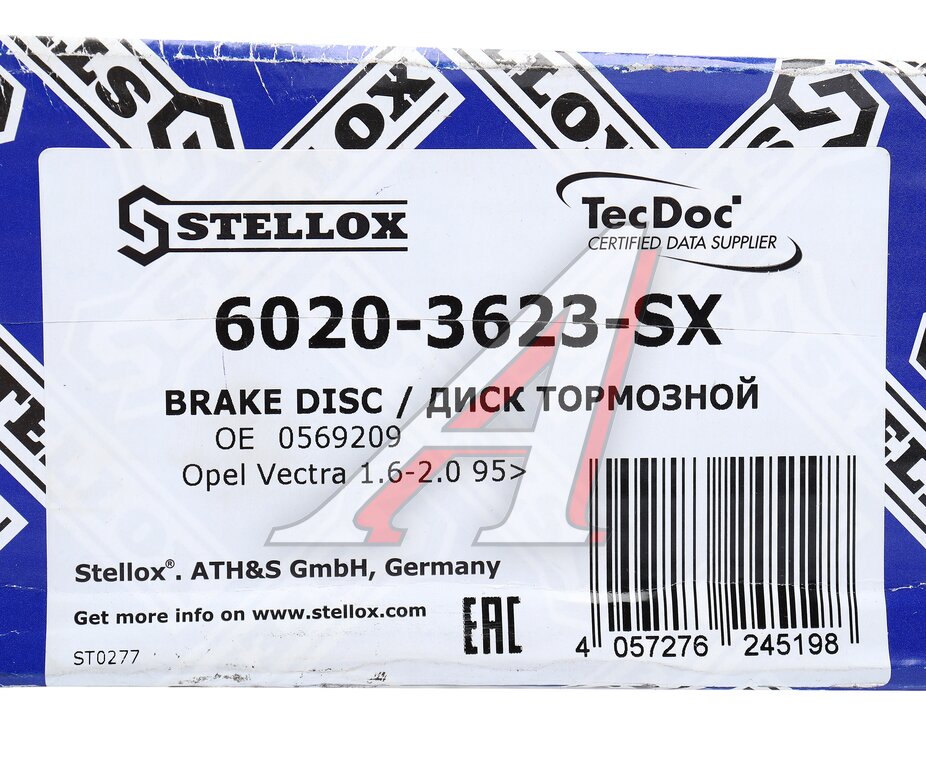 STELLOX
TecDoc
CERTIFIED DATA SUPPLIER
6020-3623-SX
BRAKE DISC / ДИСК ТОРМОЗНОЙ
OE 0569209
Opel Vectra 1.6-2.0 95>
Stellox®. ATH&S GmbH, Germany
Get more info on www.stellox.com
EAC
ST0277
4 057276 245198